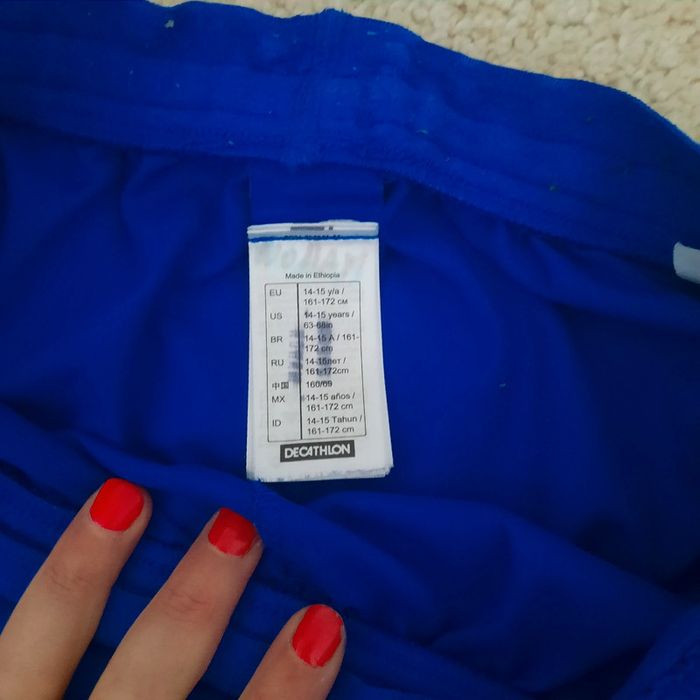 Made in Ethiopia
EU 14-15 y/a /
161-172 см
US 14-15 years /
63-68in
BR 14-15 A / 161-
172 cm
RU 14-15лет /
161-172cm
中国 160/69
MX 14-15 años /
161-172 cm
ID 14-15 Tahun /
161-172 cm
DECATHLON